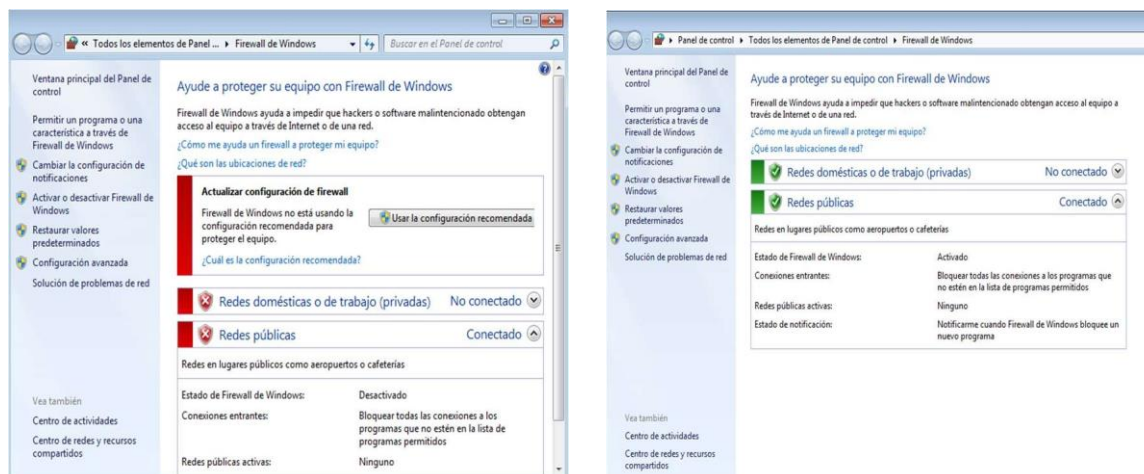 « Todos los elementos de Panel ... ▸ Firewall de Windows
Buscar en el Panel de control
Ventana principal del Panel de
control
Permitir un programa o una
característica a través de
Firewall de Windows
Cambiar la configuración de
notificaciones
Activar o desactivar Firewall de
Windows
Restaurar valores
predeterminados
Configuración avanzada
Solución de problemas de red
Vea también
Centro de actividades
Centro de redes y recursos
compartidos
Ayude a proteger su equipo con Firewall de Windows
Firewall de Windows ayuda a impedir que hackers o software malintencionado obtengan
acceso al equipo a través de Internet o de una red.
¿Cómo me ayuda un firewall a proteger mi equipo?
¿Qué son las ubicaciones de red?
Actualizar configuración de firewall
Firewall de Windows no está usando la
configuración recomendada para
proteger el equipo.
Usar la configuración recomendada
¿Cuál es la configuración recomendada?
Redes domésticas o de trabajo (privadas) No conectado
Redes públicas Conectado
Redes en lugares públicos como aeropuertos o cafeterías
Estado de Firewall de Windows: Desactivado
Conexiones entrantes: Bloquear todas las conexiones a los
programas que no estén en la lista de
programas permitidos
Redes públicas activas: Ninguno
▸ Panel de control ▸ Todos los elementos de Panel de control ▸ Firewall de Windows
Ventana principal del Panel de
control
Permitir un programa o una
característica a través de
Firewall de Windows
Cambiar la configuración de
notificaciones
Activar o desactivar Firewall de
Windows
Restaurar valores
predeterminados
Configuración avanzada
Solución de problemas de red
Vea también
Centro de actividades
Centro de redes y recursos
compartidos
Ayude a proteger su equipo con Firewall de Windows
Firewall de Windows ayuda a impedir que hackers o software malintencionado obtengan acceso al equipo a
través de Internet o de una red.
¿Cómo me ayuda un firewall a proteger mi equipo?
¿Qué son las ubicaciones de red?
Redes domésticas o de trabajo (privadas) No conectado
Redes públicas Conectado
Redes en lugares públicos como aeropuertos o cafeterías
Estado de Firewall de Windows: Activado
Conexiones entrantes: Bloquear todas las conexiones a los programas que
no estén en la lista de programas permitidos
Redes públicas activas: Ninguno
Estado de notificación: Notificarme cuando Firewall de Windows bloquee un
nuevo programa